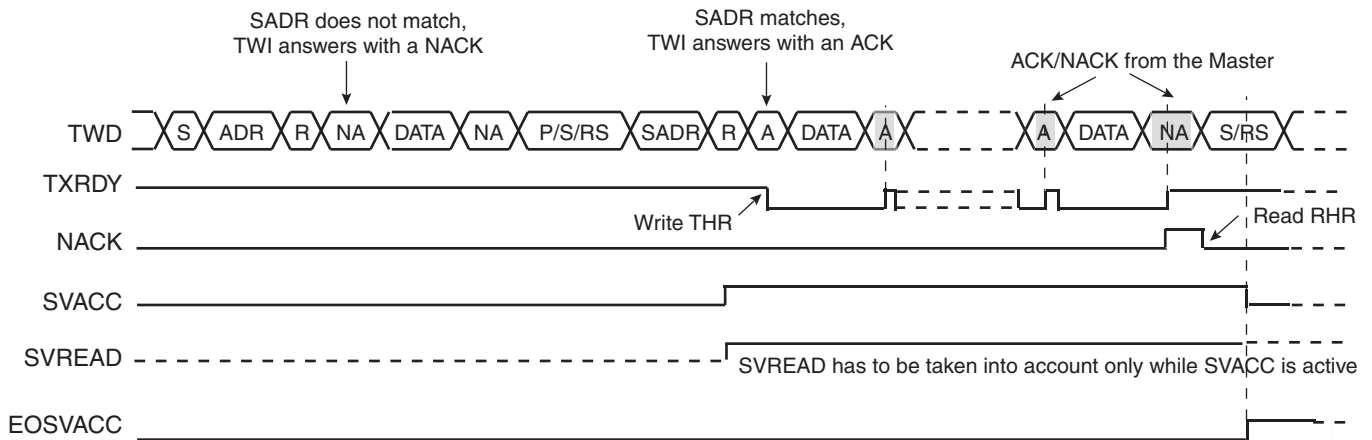 SADR does not match,
TWI answers with a NACK
SADR matches,
TWI answers with an ACK
ACK/NACK from the Master
TWD S ADR R NA DATA NA P/S/RS SADR R A DATA A A DATA NA S/RS
TXRDY
Write THR
Read RHR
NACK
SVACC
SVREAD
SVREAD has to be taken into account only while SVACC is active
EOSVACC